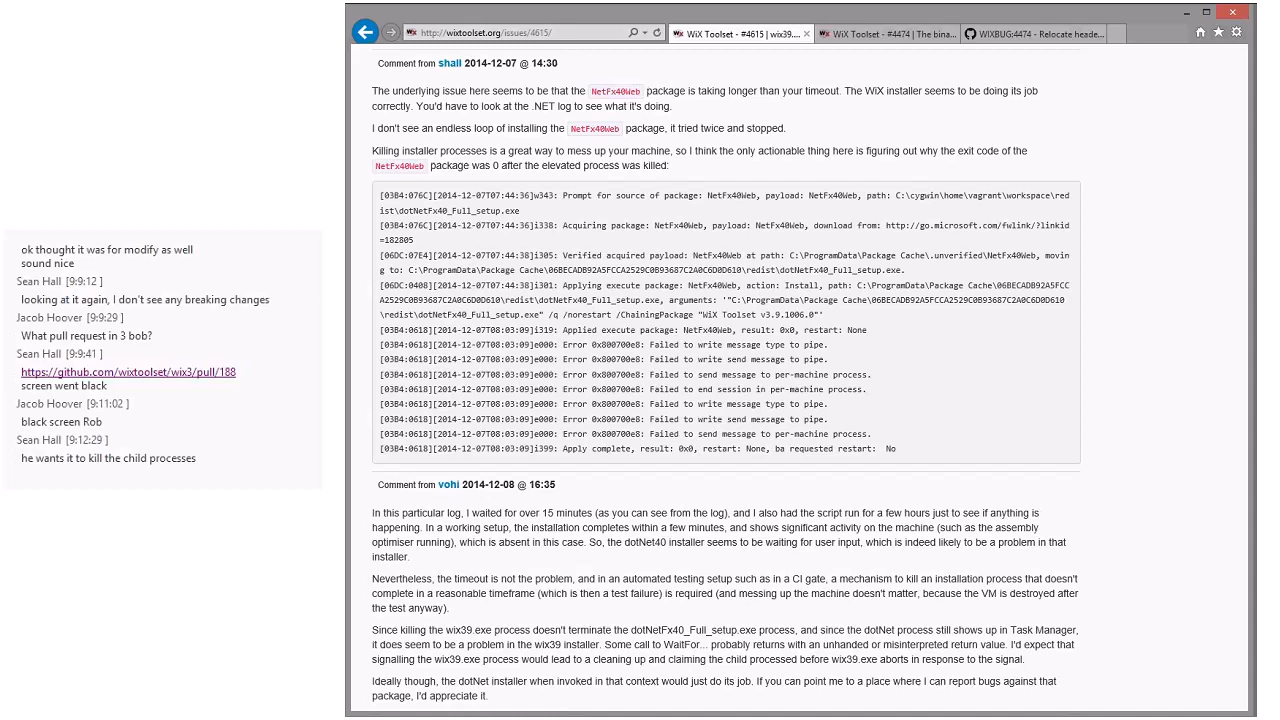 ok thought it was for modify as well
sound nice
Sean Hall [9:9:12 ]
looking at it again, I don't see any breaking changes
Jacob Hoover [9:9:29 ]
What pull request in 3 bob?
Sean Hall [9:9:41 ]
https://github.com/wixtoolset/wix3/pull/188
screen went black
Jacob Hoover [9:11:02 ]
black screen Rob
Sean Hall [9:12:29 ]
he wants it to kill the child processes
http://wixtoolset.org/issues/4615/
WiX Toolset - #4615 | wix39....
WiX Toolset - #4474 | The bina...
WIXBUG:4474 - Relocate heade...
Comment from shall 2014-12-07 @ 14:30
The underlying issue here seems to be that the NetFx40Web package is taking longer than your timeout. The WiX installer seems to be doing its job
correctly. You'd have to look at the .NET log to see what it's doing.
I don't see an endless loop of installing the NetFx40Web package, it tried twice and stopped.
Killing installer processes is a great way to mess up your machine, so I think the only actionable thing here is figuring out why the exit code of the
NetFx40Web package was 0 after the elevated process was killed:
[03B4:076C][2014-12-07T07:44:36]w343: Prompt for source of package: NetFx40Web, payload: NetFx40Web, path: C:\cygwin\home\vagrant\workspace\red
ist\dotNetFx40_Full_setup.exe
[03B4:076C][2014-12-07T07:44:36]i338: Acquiring package: NetFx40Web, payload: NetFx40Web, download from: http://go.microsoft.com/fwlink/?linkid
=182805
[06DC:07E4][2014-12-07T07:44:38]i305: Verified acquired payload: NetFx40Web at path: C:\ProgramData\Package Cache\.unverified\NetFx40Web, movin
g to: C:\ProgramData\Package Cache\06BECADB92A5FCCA2529C0B93687C2A0C6D0D610\redist\dotNetFx40_Full_setup.exe.
[06DC:0408][2014-12-07T07:44:38]i301: Applying execute package: NetFx40Web, action: Install, path: C:\ProgramData\Package Cache\06BECADB92A5FCC
A2529C0B93687C2A0C6D0D610\redist\dotNetFx40_Full_setup.exe, arguments: '"C:\ProgramData\Package Cache\06BECADB92A5FCCA2529C0B93687C2A0C6D0D610
\redist\dotNetFx40_Full_setup.exe" /q /norestart /ChainingPackage "WiX Toolset v3.9.1006.0"'
[03B4:0618][2014-12-07T08:03:09]i319: Applied execute package: NetFx40Web, result: 0x0, restart: None
[03B4:0618][2014-12-07T08:03:09]e000: Error 0x800700e8: Failed to write message type to pipe.
[03B4:0618][2014-12-07T08:03:09]e000: Error 0x800700e8: Failed to write send message to pipe.
[03B4:0618][2014-12-07T08:03:09]e000: Error 0x800700e8: Failed to send message to per-machine process.
[03B4:0618][2014-12-07T08:03:09]e000: Error 0x800700e8: Failed to end session in per-machine process.
[03B4:0618][2014-12-07T08:03:09]e000: Error 0x800700e8: Failed to write message type to pipe.
[03B4:0618][2014-12-07T08:03:09]e000: Error 0x800700e8: Failed to write send message to pipe.
[03B4:0618][2014-12-07T08:03:09]e000: Error 0x800700e8: Failed to send message to per-machine process.
[03B4:0618][2014-12-07T08:03:09]i399: Apply complete, result: 0x0, restart: None, ba requested restart:  No
Comment from vohi 2014-12-08 @ 16:35
In this particular log, I waited for over 15 minutes (as you can see from the log), and I also had the script run for a few hours just to see if anything is
happening. In a working setup, the installation completes within a few minutes, and shows significant activity on the machine (such as the assembly
optimiser running), which is absent in this case. So, the dotNet40 installer seems to be waiting for user input, which is indeed likely to be a problem in that
installer.
Nevertheless, the timeout is not the problem, and in an automated testing setup such as in a CI gate, a mechanism to kill an installation process that doesn't
complete in a reasonable timeframe (which is then a test failure) is required (and messing up the machine doesn't matter, because the VM is destroyed after
the test anyway).
Since killing the wix39.exe process doesn't terminate the dotNetFx40_Full_setup.exe process, and since the dotNet process still shows up in Task Manager,
it does seem to be a problem in the wix39 installer. Some call to WaitFor... probably returns with an unhanded or misinterpreted return value. I'd expect that
signalling the wix39.exe process would lead to a cleaning up and claiming the child processed before wix39.exe aborts in response to the signal.
Ideally though, the dotNet installer when invoked in that context would just do its job. If you can point me to a place where I can report bugs against that
package, I'd appreciate it.